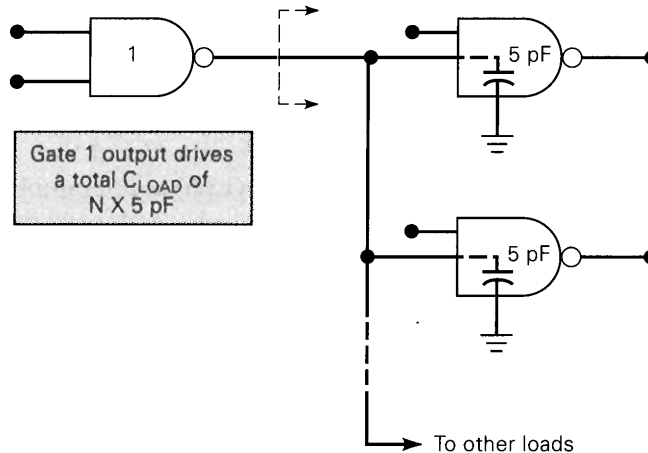 1
5 pF
Gate 1 output drives
a total C_LOAD of
N X 5 pF
5 pF
To other loads